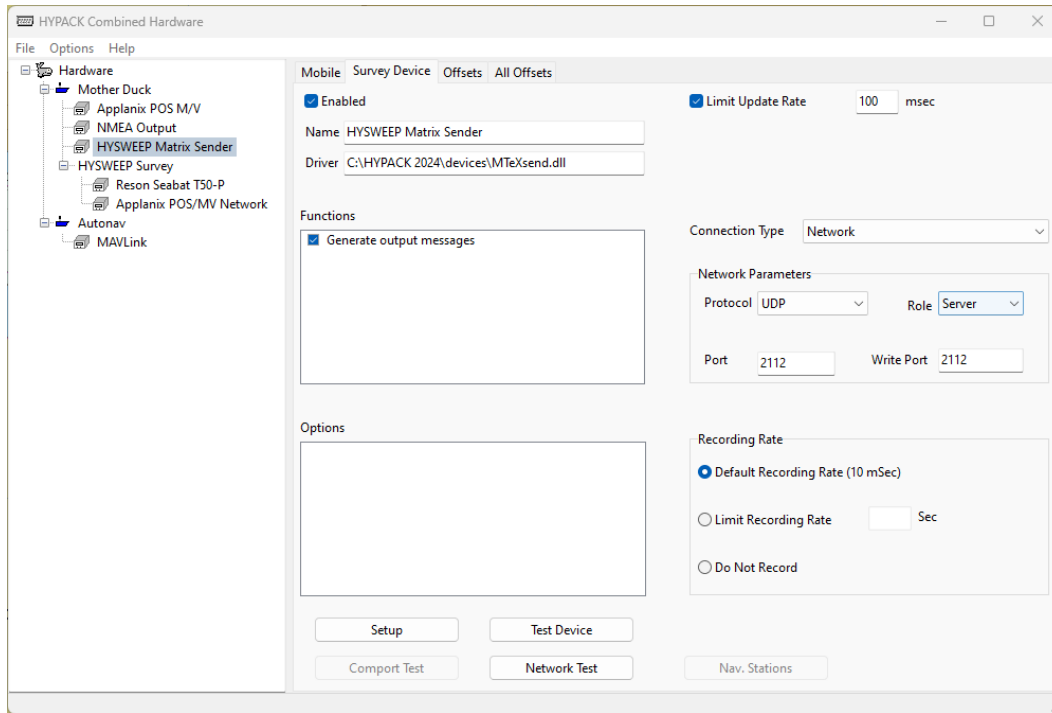 HYPACK Combined Hardware
File Options Help
Hardware
Mother Duck
Applanix POS M/V
NMEA Output
HYSWEEP Matrix Sender
HYSWEEP Survey
Reson Seabat T50-P
Applanix POS/MV Network
Autonav
MAVLink
Mobile Survey Device Offsets All Offsets
Enabled
Limit Update Rate 100 msec
Name HYSWEEP Matrix Sender
Driver C:\HYPACK 2024\devices\MTeXsend.dll
Functions
Generate output messages
Connection Type Network
Network Parameters
Protocol UDP Role Server
Port 2112 Write Port 2112
Options
Recording Rate
Default Recording Rate (10 mSec)
Limit Recording Rate Sec
Do Not Record
Setup Test Device
Comport Test Network Test Nav. Stations